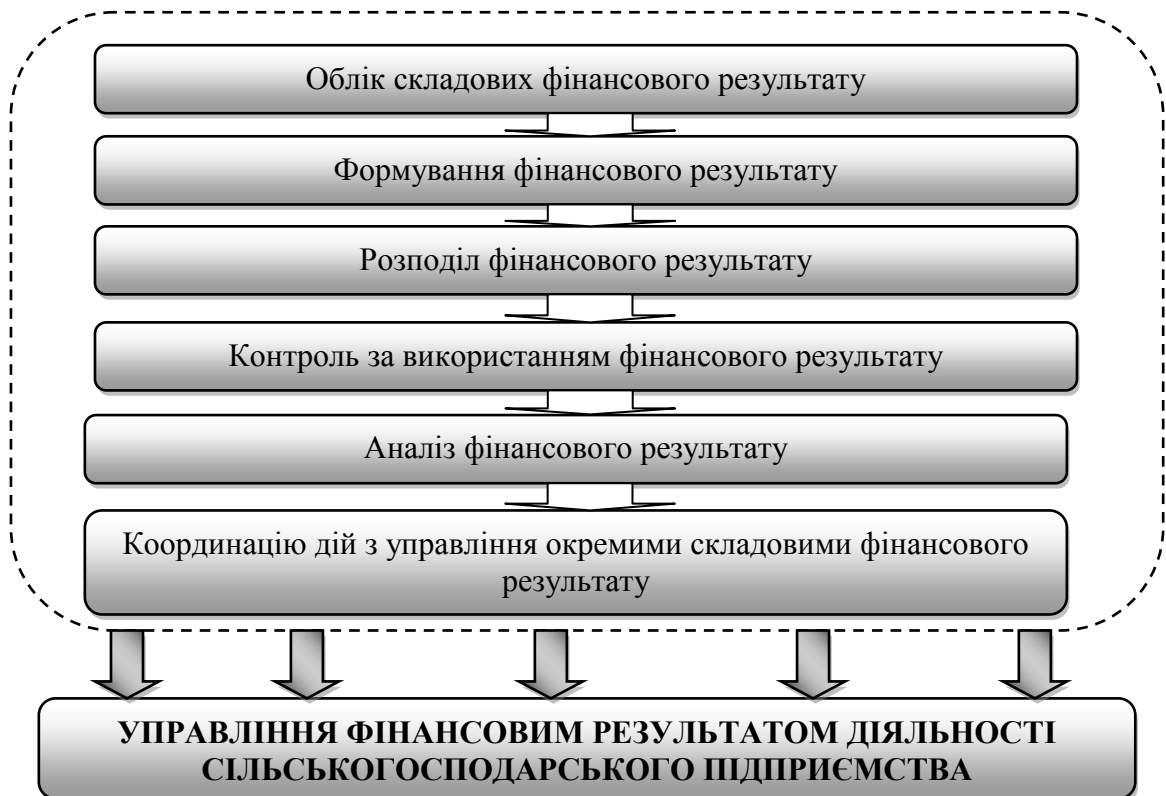 Облік складових фінансового результату
Формування фінансового результату
Розподіл фінансового результату
Контроль за використанням фінансового результату
Аналіз фінансового результату
Координацію дій з управління окремими складовими фінансового
результату
УПРАВЛІННЯ ФІНАНСОВИМ РЕЗУЛЬТАТОМ ДІЯЛЬНОСТІ
СІЛЬСЬКОГОСПОДАРСЬКОГО ПІДПРИЄМСТВА